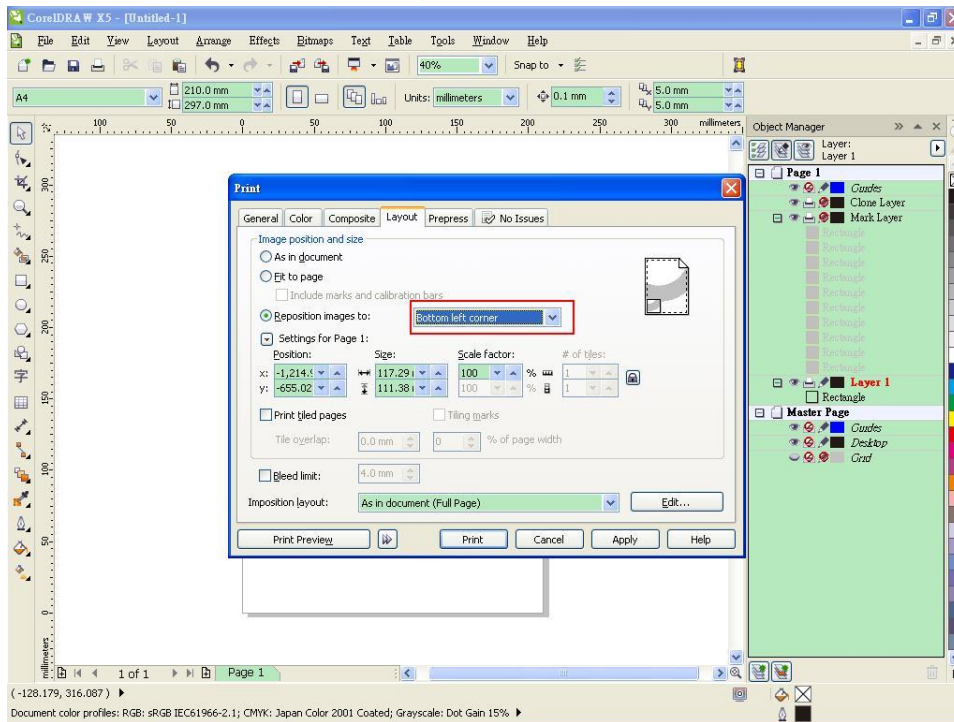 CorelDRAW X5 - [Untitled-1]
File Edit View Layout Arrange Effects Bitmaps Text Table Tools Window Help
40% Snap to
A4 210.0 mm 297.0 mm Units: millimeters 0.1 mm 5.0 mm 5.0 mm
100 50 0 50 100 150 200 250 300 millimeters
Object Manager
Layer:
Layer 1
Page 1
Guides
Clone Layer
Mark Layer
Rectangle
Rectangle
Rectangle
Rectangle
Rectangle
Rectangle
Rectangle
Rectangle
Rectangle
Rectangle
Layer 1
Rectangle
Master Page
Guides
Desktop
Grid
Print
General Color Composite Layout Prepress No Issues
Image position and size
As in document
Fit to page
Include marks and calibration bars
Reposition images to: Bottom left corner
Settings for Page 1:
Position: Size: Scale factor: # of tiles:
x: -1,214.9 117.29 100 % 1
y: -655.02 111.38 100 % 1
Print tiled pages Tiling marks
Tile overlap: 0.0 mm 0 % of page width
Bleed limit: 4.0 mm
Imposition layout: As in document (Full Page) Edit...
Print Preview Print Cancel Apply Help
300
250
200
150
100
50
0
millimeters
字
1 of 1 Page 1
(-128.179, 316.087)
Document color profiles: RGB: sRGB IEC61966-2.1; CMYK: Japan Color 2001 Coated; Grayscale: Dot Gain 15%